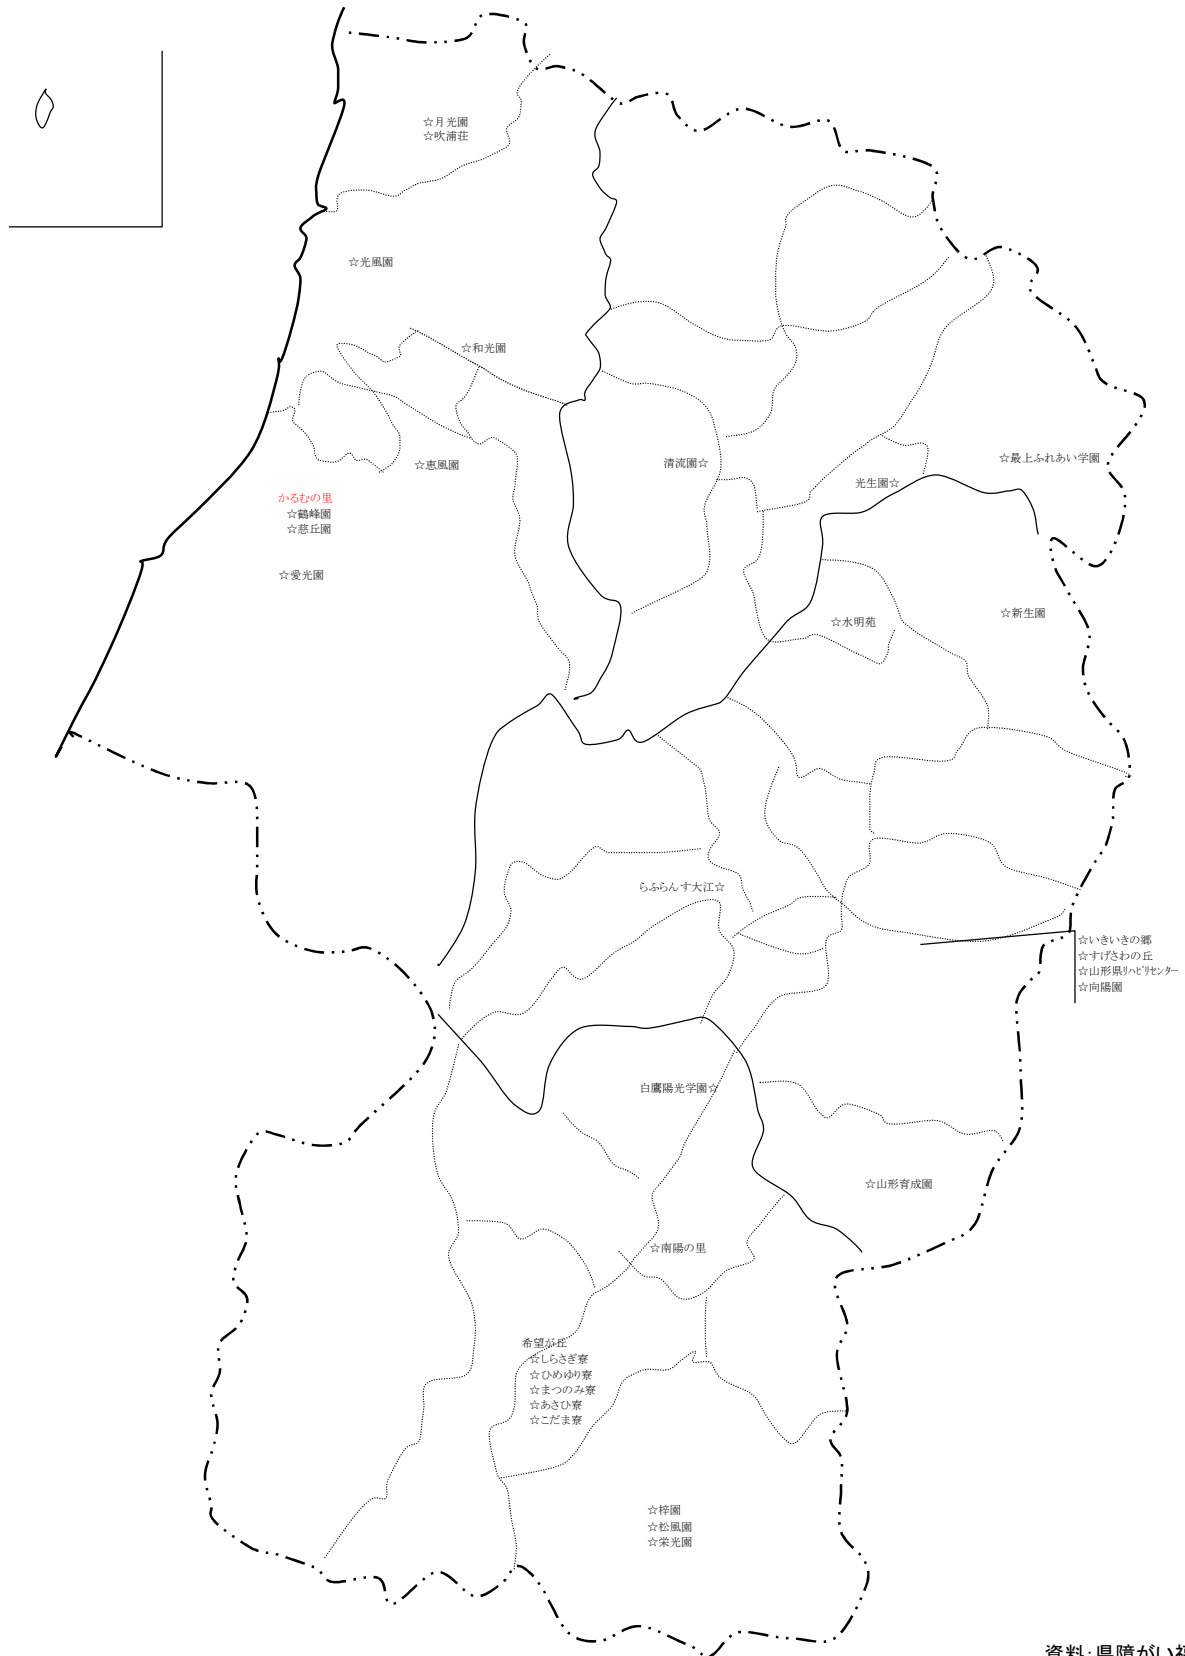 ☆月光園
☆吹浦荘
☆光風園
☆和光園
☆恵風園
清流園☆
☆最上ふれあい学園
光生園☆
かるむの里
☆鶴峰園
☆慈丘園
☆愛光園
☆新生園
☆水明苑
らふらんす大江☆
☆いきいきの郷
☆すげさわの丘
☆山形県ﾘﾊﾋﾞﾘｾﾝﾀｰ
☆向陽園
白鷹陽光学園☆
☆山形育成園
☆南陽の里
希望が丘
☆しらさぎ寮
☆ひめゆり寮
☆まつのみ寮
☆あさひ寮
☆こだま寮
☆梓園
☆松風園
☆栄光園
資料:県障がい福